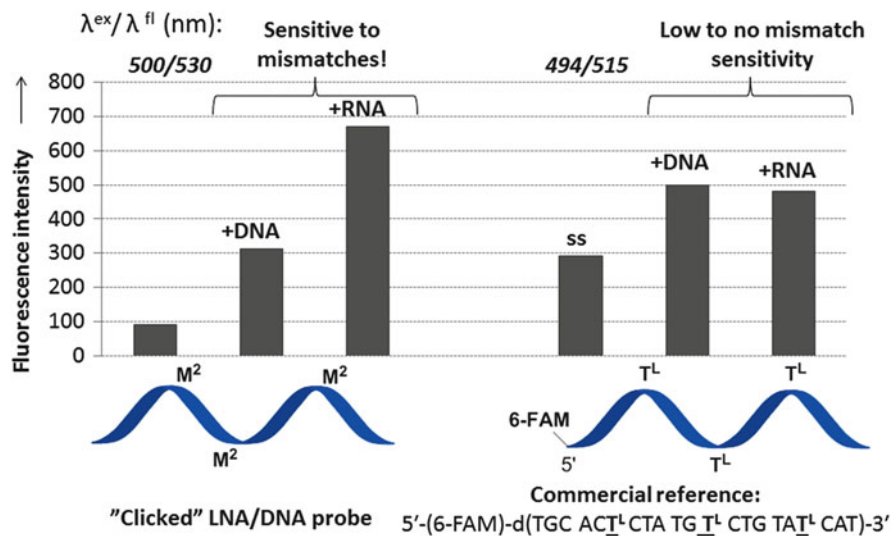 λᵉˣ/λ ᶠˡ (nm):
500/530
Sensitive to
mismatches!
494/515
Low to no mismatch
sensitivity
Fluorescence intensity
800
700
600
500
400
300
200
100
0
+DNA
+RNA
ss
+DNA
+RNA
M²
M²
M²
Tᴸ
Tᴸ
Tᴸ
6-FAM
5'
”Clicked” LNA/DNA probe
Commercial reference:
5′-(6-FAM)-d(TGC ACTᴸ CTA TG Tᴸ CTG TATᴸ CAT)-3′